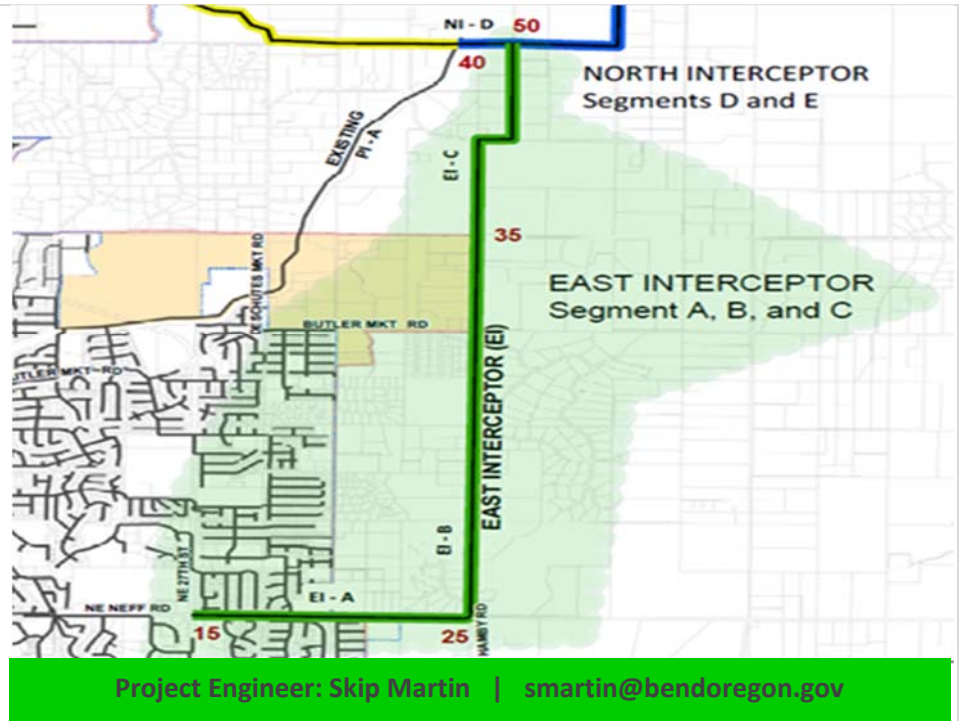 NI - D 50
40
NORTH INTERCEPTOR
Segments D and E
EXISTING
PI - A
EI - C
35
DESCHUTES MKT RD
EAST INTERCEPTOR
Segment A, B, and C
BUTLER MKT RD
UTLER MKT RD
EAST INTERCEPTOR (EI)
EI - B
NE 27TH ST
EI - A
NE NEFF RD
15
25
HAMBY RD
Project Engineer: Skip Martin | smartin@bendoregon.gov